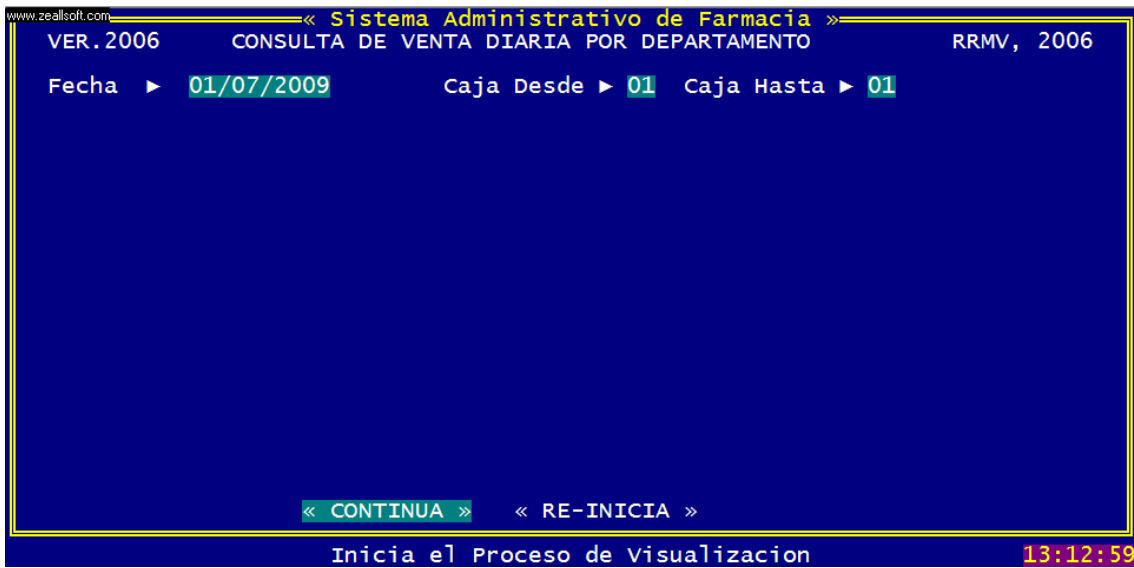 www.zeallsoft.com
« Sistema Administrativo de Farmacia »
VER.2006 CONSULTA DE VENTA DIARIA POR DEPARTAMENTO RRMV, 2006
Fecha ► 01/07/2009 Caja Desde ► 01 Caja Hasta ► 01
« CONTINUA » « RE-INICIA »
Inicia el Proceso de Visualizacion 13:12:59